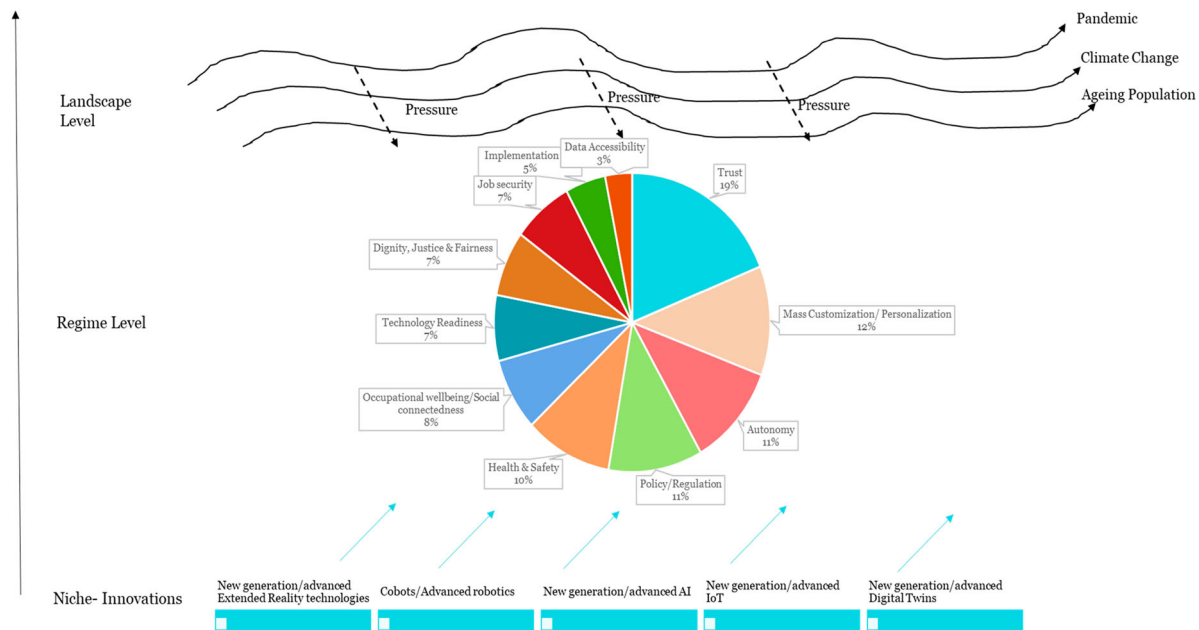 Pandemic
Climate Change
Ageing Population
Landscape
Level
Pressure
Pressure
Pressure
Data Accessibility
3%
Implementation
5%
Trust
19%
Job security
7%
Dignity, Justice & Fairness
7%
Mass Customization/ Personalization
12%
Regime Level
Technology Readiness
7%
Occupational wellbeing/Social
connectedness
8%
Autonomy
11%
Health & Safety
10%
Policy/Regulation
11%
Niche- Innovations
New generation/advanced
Extended Reality technologies
Cobots/Advanced robotics
New generation/advanced AI
New generation/advanced
IoT
New generation/advanced
Digital Twins